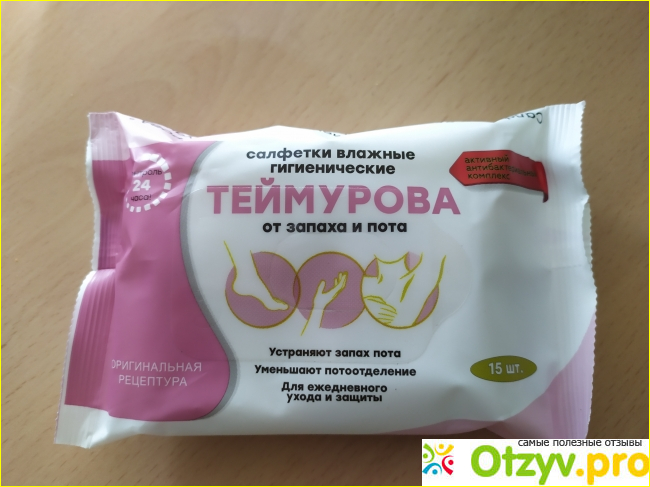 салфетки влажные
гигиенические
ТЕЙМУРОВА
от запаха и пота
24
часа
активный
антибактериальный
комплекс
Устраняют запах пота
Уменьшают потоотделение
Для ежедневного
ухода и защиты
15 шт.
ОРИГИНАЛЬНАЯ
РЕЦЕПТУРА
самые полезные отзывы
Otzyv.pro